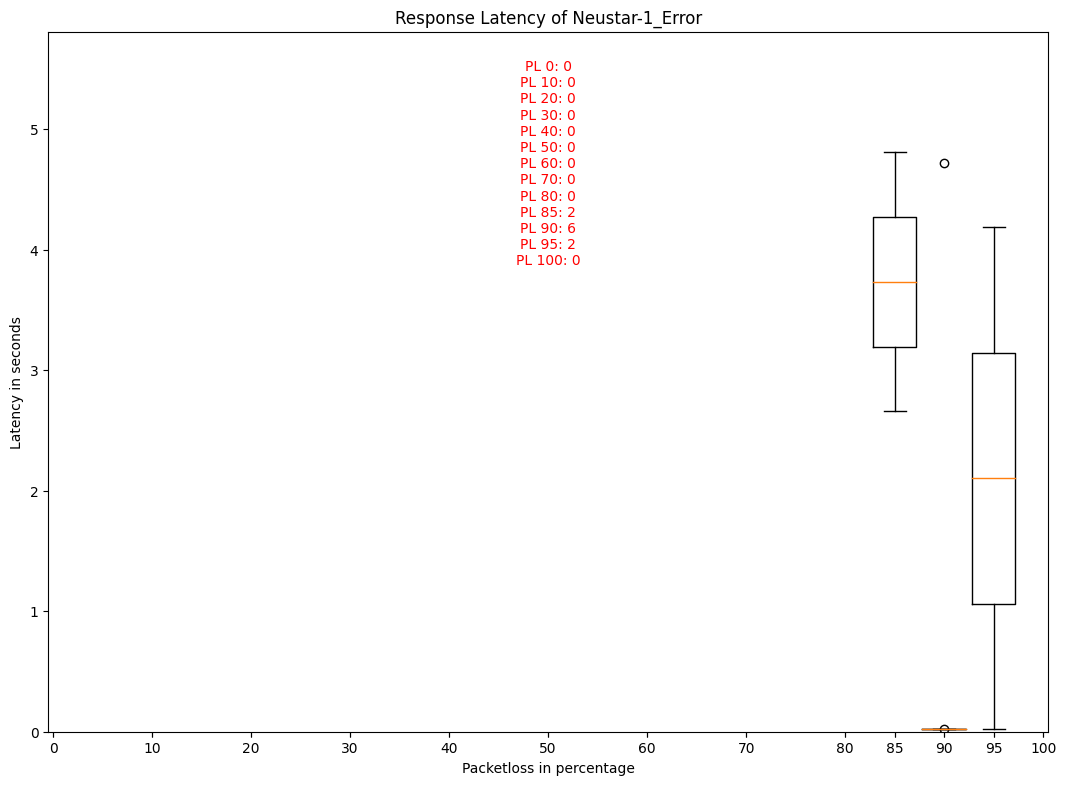 Response Latency of Neustar-1_Error
PL 0: 0
PL 10: 0
PL 20: 0
PL 30: 0
PL 40: 0
PL 50: 0
PL 60: 0
PL 70: 0
PL 80: 0
PL 85: 2
PL 90: 6
PL 95: 2
PL 100: 0
Latency in seconds
5
4
3
2
1
0
0 10 20 30 40 50 60 70 80 85 90 95 100
Packetloss in percentage